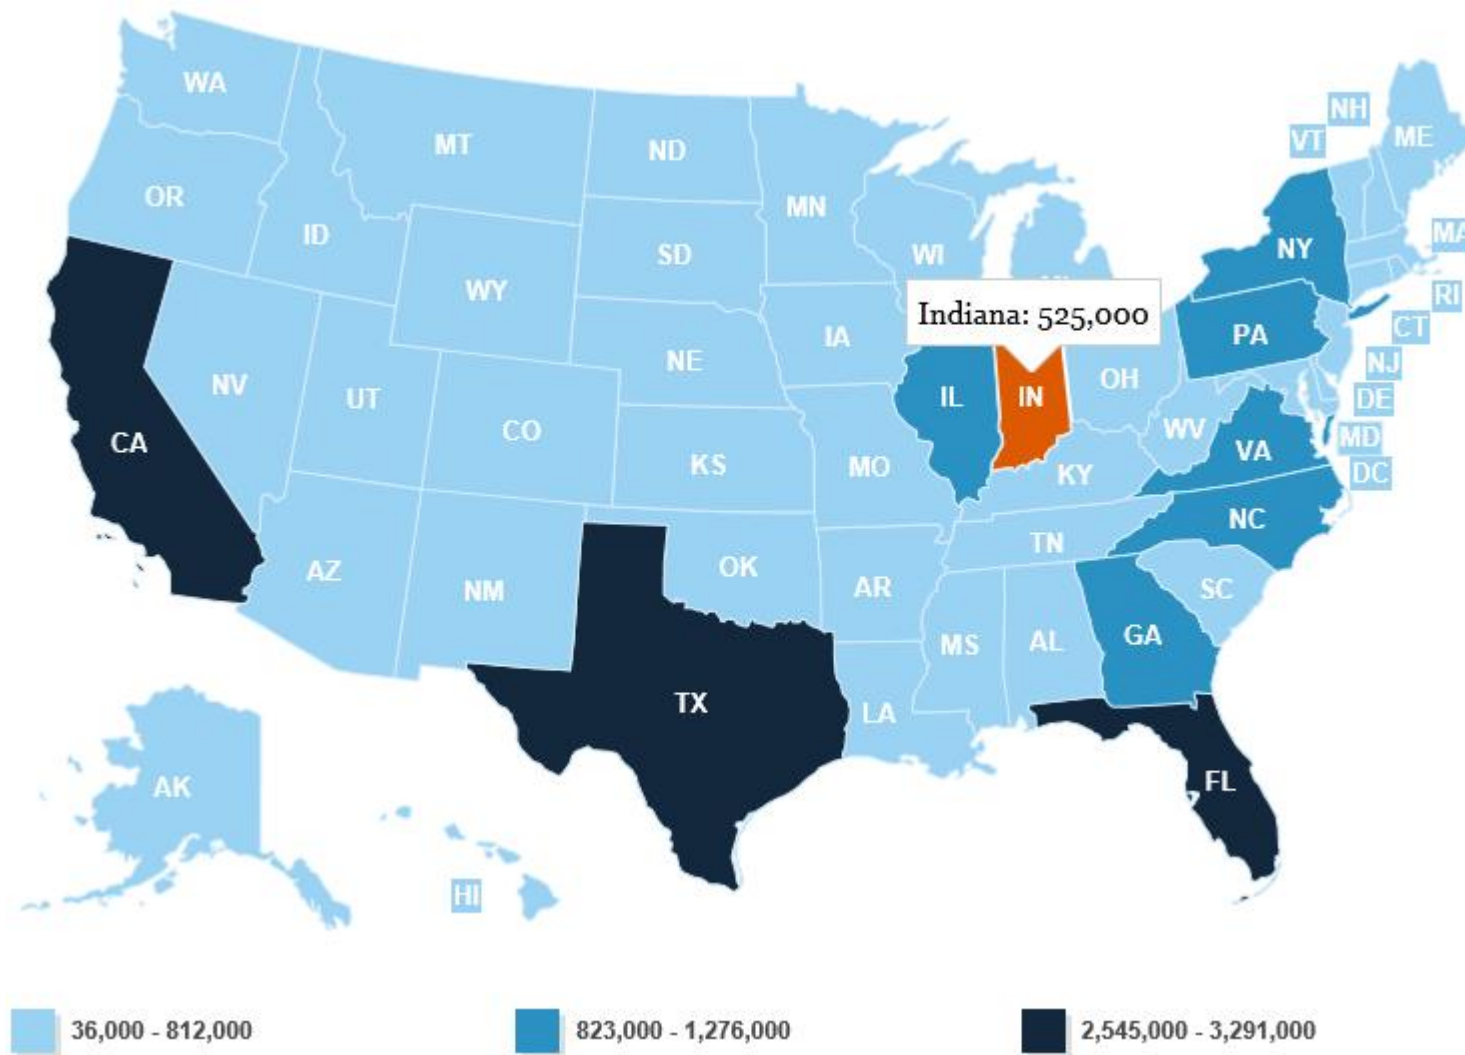 WA
MT
ND
MN
NH
VT
ME
OR
ID
SD
WI
NY
MA
WY
RI
Indiana: 525,000
CT
IA
PA
NJ
NE
NV
UT
CO
IL
IN
OH
DE
CA
KS
MO
WV
VA
MD
KY
DC
NC
TN
AZ
NM
OK
AR
SC
MS
AL
GA
TX
LA
FL
AK
HI
36,000 - 812,000
823,000 - 1,276,000
2,545,000 - 3,291,000